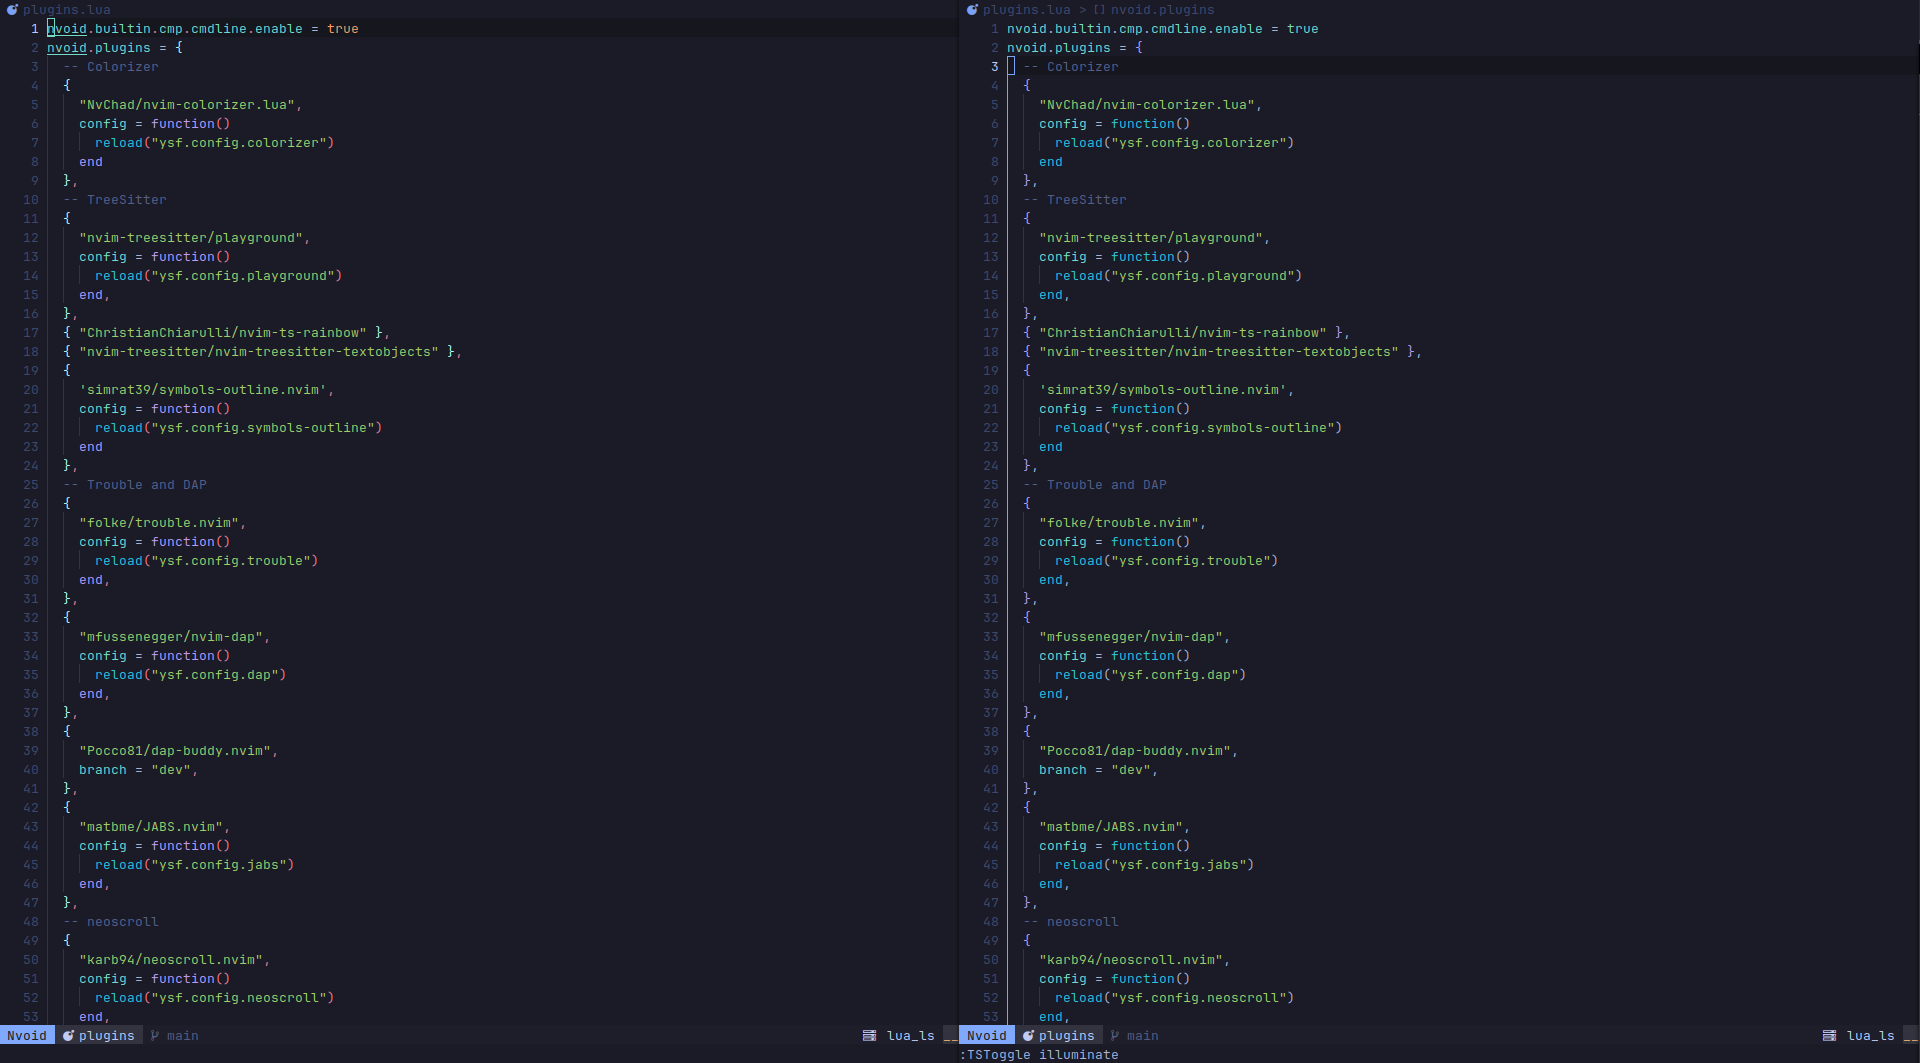 plugins.lua
1 nvoid.builtin.cmp.cmdline.enable = true
2 nvoid.plugins = {
3 -- Colorizer
4 {
5 "NvChad/nvim-colorizer.lua",
6 config = function()
7 reload("ysf.config.colorizer")
8 end
9 },
10 -- TreeSitter
11 {
12 "nvim-treesitter/playground",
13 config = function()
14 reload("ysf.config.playground")
15 end,
16 },
17 { "ChristianChiarulli/nvim-ts-rainbow" },
18 { "nvim-treesitter/nvim-treesitter-textobjects" },
19 {
20 'simrat39/symbols-outline.nvim',
21 config = function()
22 reload("ysf.config.symbols-outline")
23 end
24 },
25 -- Trouble and DAP
26 {
27 "folke/trouble.nvim",
28 config = function()
29 reload("ysf.config.trouble")
30 end,
31 },
32 {
33 "mfussenegger/nvim-dap",
34 config = function()
35 reload("ysf.config.dap")
36 end,
37 },
38 {
39 "Pocco81/dap-buddy.nvim",
40 branch = "dev",
41 },
42 {
43 "matbme/JABS.nvim",
44 config = function()
45 reload("ysf.config.jabs")
46 end,
47 },
48 -- neoscroll
49 {
50 "karb94/neoscroll.nvim",
51 config = function()
52 reload("ysf.config.neoscroll")
53 end,
Nvoid plugins main lua_ls __
plugins.lua > [] nvoid.plugins
1 nvoid.builtin.cmp.cmdline.enable = true
2 nvoid.plugins = {
3 -- Colorizer
4 {
5 "NvChad/nvim-colorizer.lua",
6 config = function()
7 reload("ysf.config.colorizer")
8 end
9 },
10 -- TreeSitter
11 {
12 "nvim-treesitter/playground",
13 config = function()
14 reload("ysf.config.playground")
15 end,
16 },
17 { "ChristianChiarulli/nvim-ts-rainbow" },
18 { "nvim-treesitter/nvim-treesitter-textobjects" },
19 {
20 'simrat39/symbols-outline.nvim',
21 config = function()
22 reload("ysf.config.symbols-outline")
23 end
24 },
25 -- Trouble and DAP
26 {
27 "folke/trouble.nvim",
28 config = function()
29 reload("ysf.config.trouble")
30 end,
31 },
32 {
33 "mfussenegger/nvim-dap",
34 config = function()
35 reload("ysf.config.dap")
36 end,
37 },
38 {
39 "Pocco81/dap-buddy.nvim",
40 branch = "dev",
41 },
42 {
43 "matbme/JABS.nvim",
44 config = function()
45 reload("ysf.config.jabs")
46 end,
47 },
48 -- neoscroll
49 {
50 "karb94/neoscroll.nvim",
51 config = function()
52 reload("ysf.config.neoscroll")
53 end,
Nvoid plugins main lua_ls __
:TSToggle illuminate